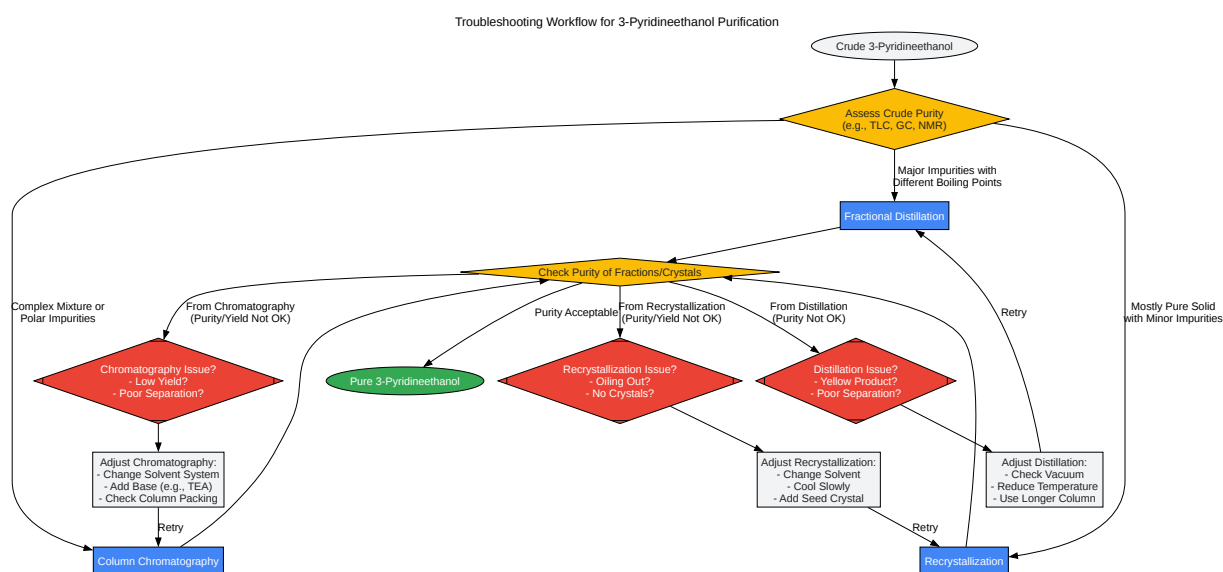 Troubleshooting Workflow for 3-Pyridineethanol Purification
Crude 3-Pyridineethanol
Assess Crude Purity
(e.g., TLC, GC, NMR)
Major Impurities with
Different Boiling Points
Fractional Distillation
Check Purity of Fractions/Crystals
Complex Mixture or
Polar Impurities
From Chromatography
(Purity/Yield Not OK)
Purity Acceptable
From Recrystallization
(Purity/Yield Not OK)
From Distillation
(Purity Not OK)
Retry
Mostly Pure Solid
with Minor Impurities
Chromatography Issue?
- Low Yield?
- Poor Separation?
Pure 3-Pyridineethanol
Recrystallization Issue?
- Oiling Out?
- No Crystals?
Distillation Issue?
- Yellow Product?
- Poor Separation?
Adjust Chromatography:
- Change Solvent System
- Add Base (e.g., TEA)
- Check Column Packing
Adjust Recrystallization:
- Change Solvent
- Cool Slowly
- Add Seed Crystal
Adjust Distillation:
- Check Vacuum
- Reduce Temperature
- Use Longer Column
Retry
Retry
Column Chromatography
Recrystallization